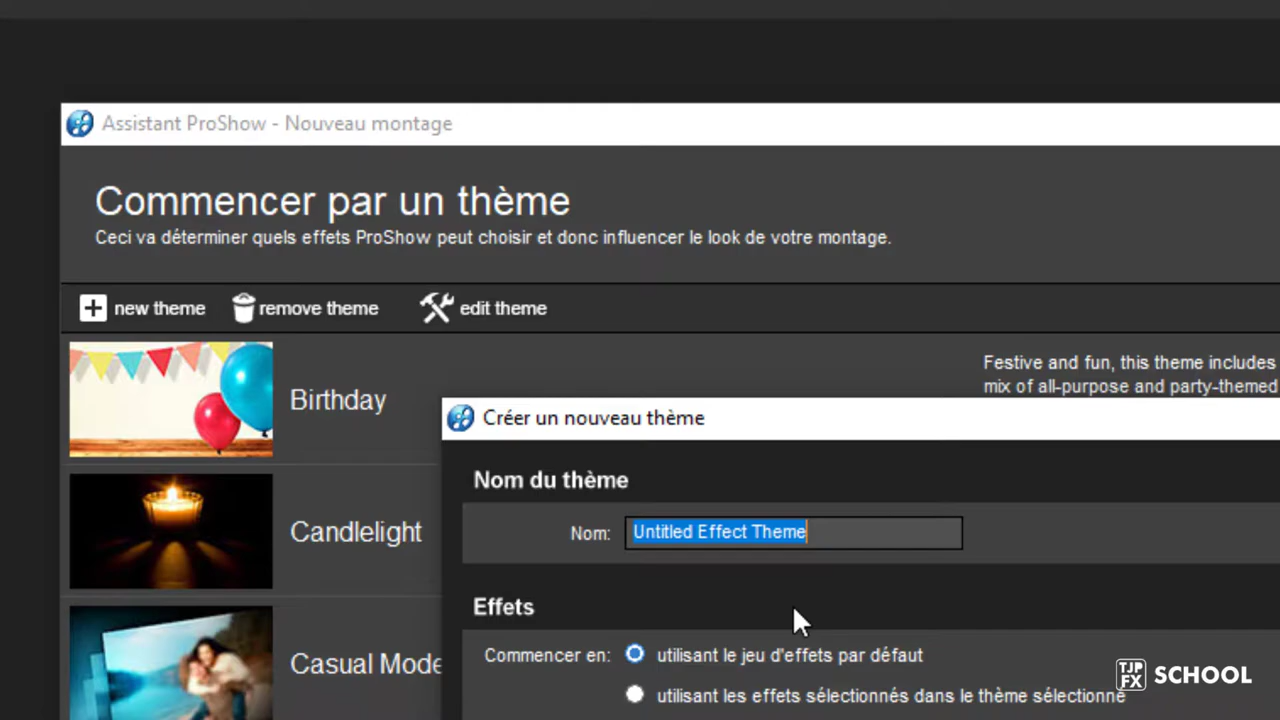 Assistant ProShow - Nouveau montage
Commencer par un thème
Ceci va déterminer quels effets ProShow peut choisir et donc influencer le look de votre montage.
new theme remove theme edit theme
Festive and fun, this theme includes
mix of all-purpose and party-themed
Birthday
Créer un nouveau thème
Nom du thème
Nom: Untitled Effect Theme
Candlelight
Effets
Commencer en: utilisant le jeu d'effets par défaut
Casual Mode
utilisant les effets sélectionnés dans le thème sélectionné
TJP
FX SCHOOL